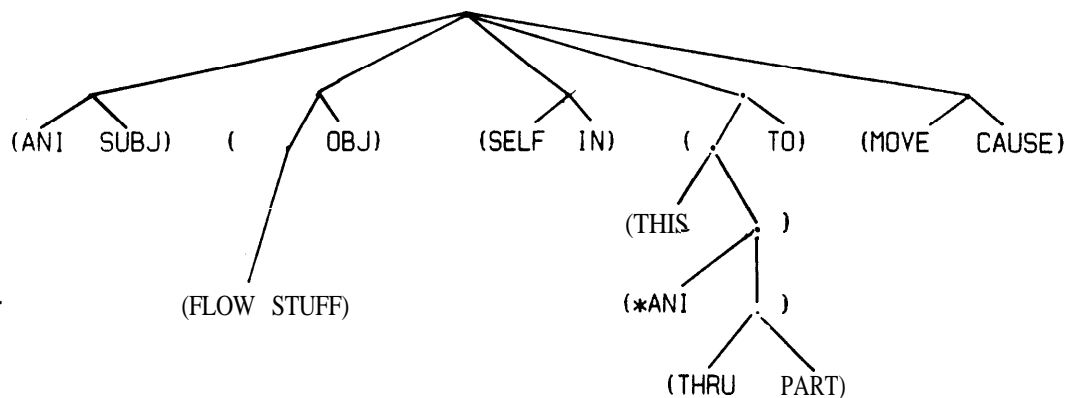 (ANI SUBJ) ( OBJ) (SELF IN) ( TO) (MOVE CAUSE)
(THIS )
(FLOW STUFF) (*ANI )
(THRU PART)